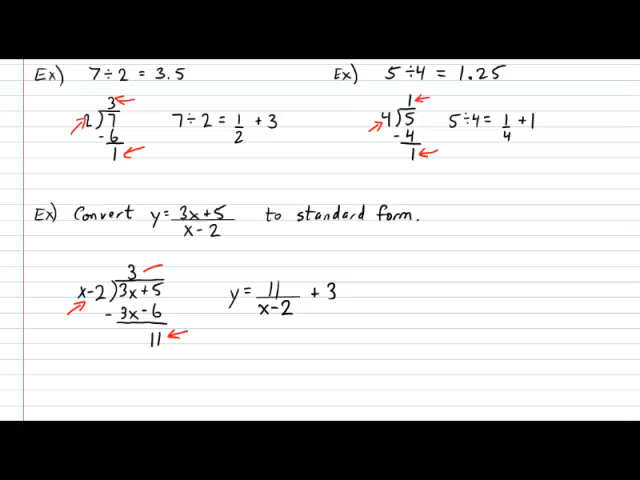 Ex) 7 ÷ 2 = 3.5
3
2) 7
- 6
1
7 ÷ 2 = 1/2 + 3
Ex) 5 ÷ 4 = 1.25
1
4) 5
- 4
1
5 ÷ 4 = 1/4 + 1
Ex) Convert y = 3x + 5 / x - 2 to standard form.
3
x - 2) 3x + 5
- 3x - 6
11
y = 11 / x - 2 + 3